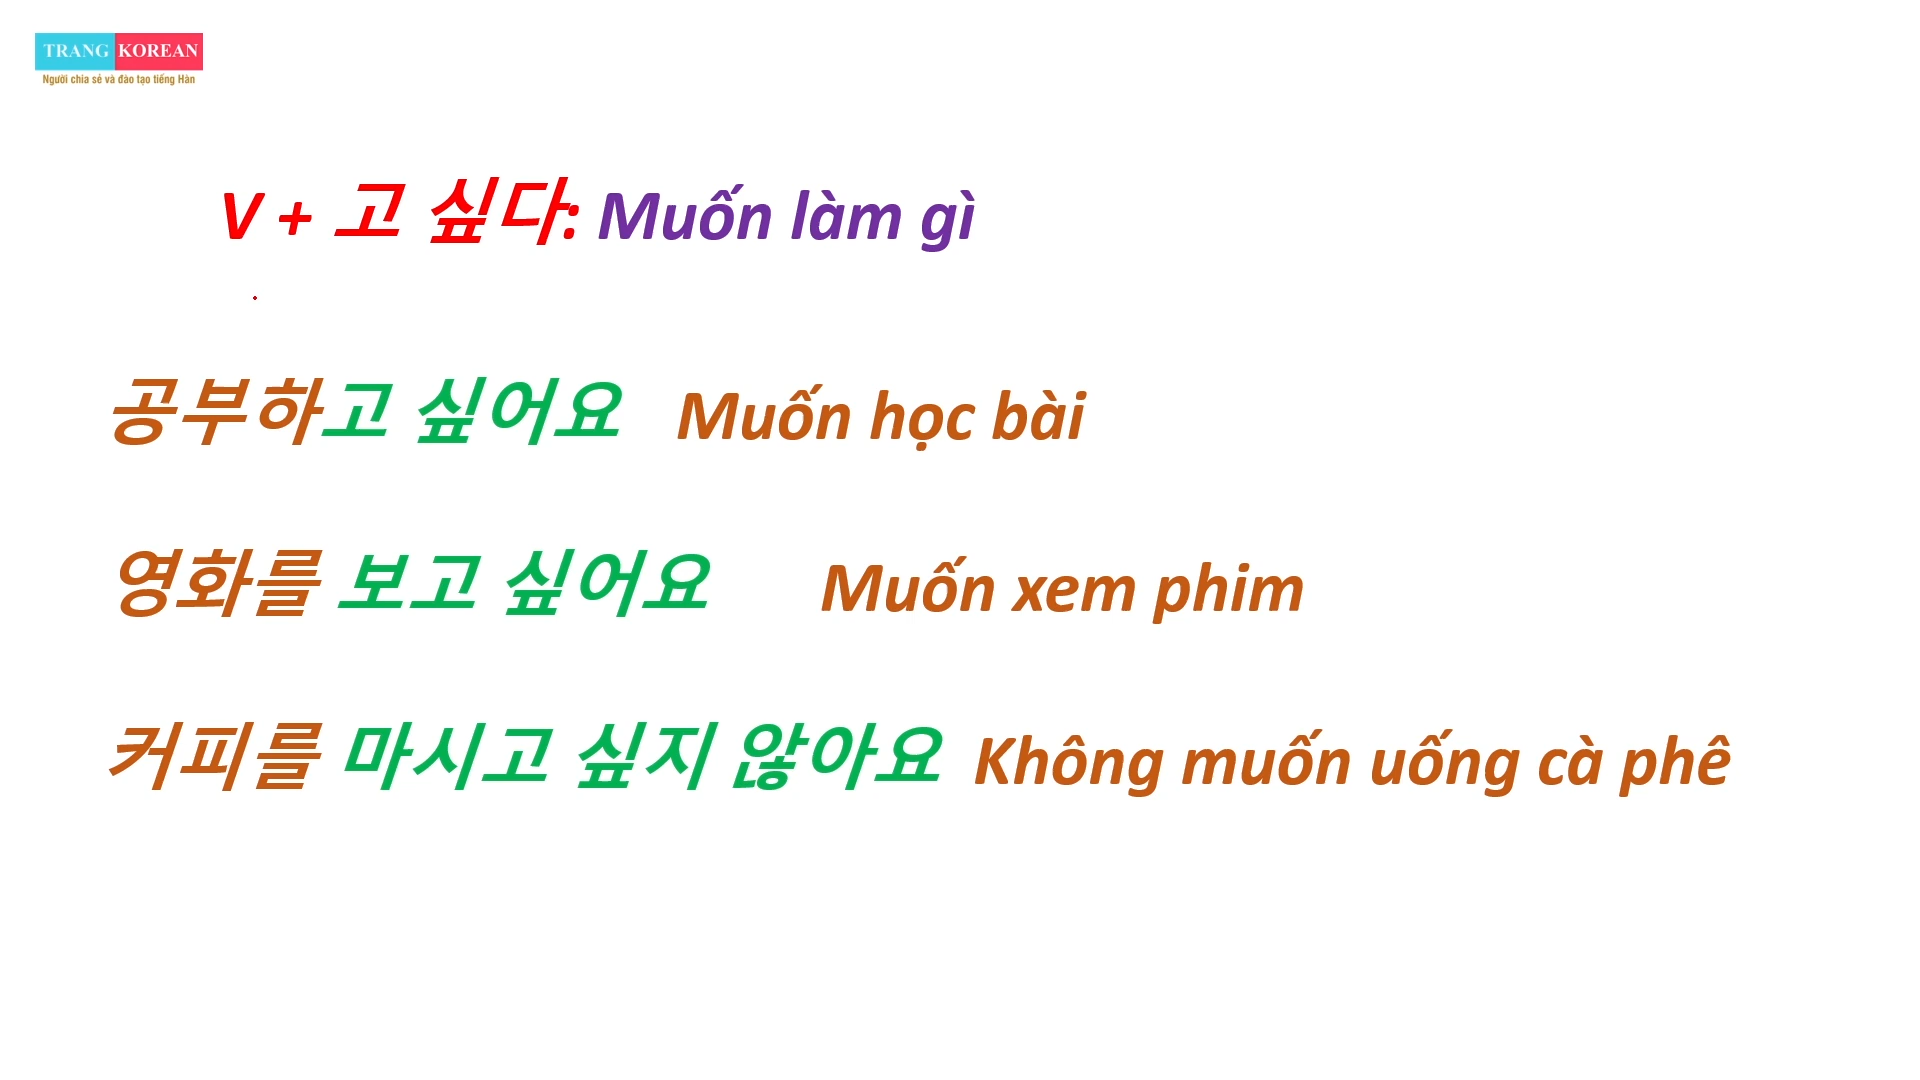 TRANG KOREAN
Người chia sẻ và đào tạo tiếng Hàn
V + 고 싶다: Muốn làm gì
공부하고 싶어요 Muốn học bài
영화를 보고 싶어요 Muốn xem phim
커피를 마시고 싶지 않아요 Không muốn uống cà phê